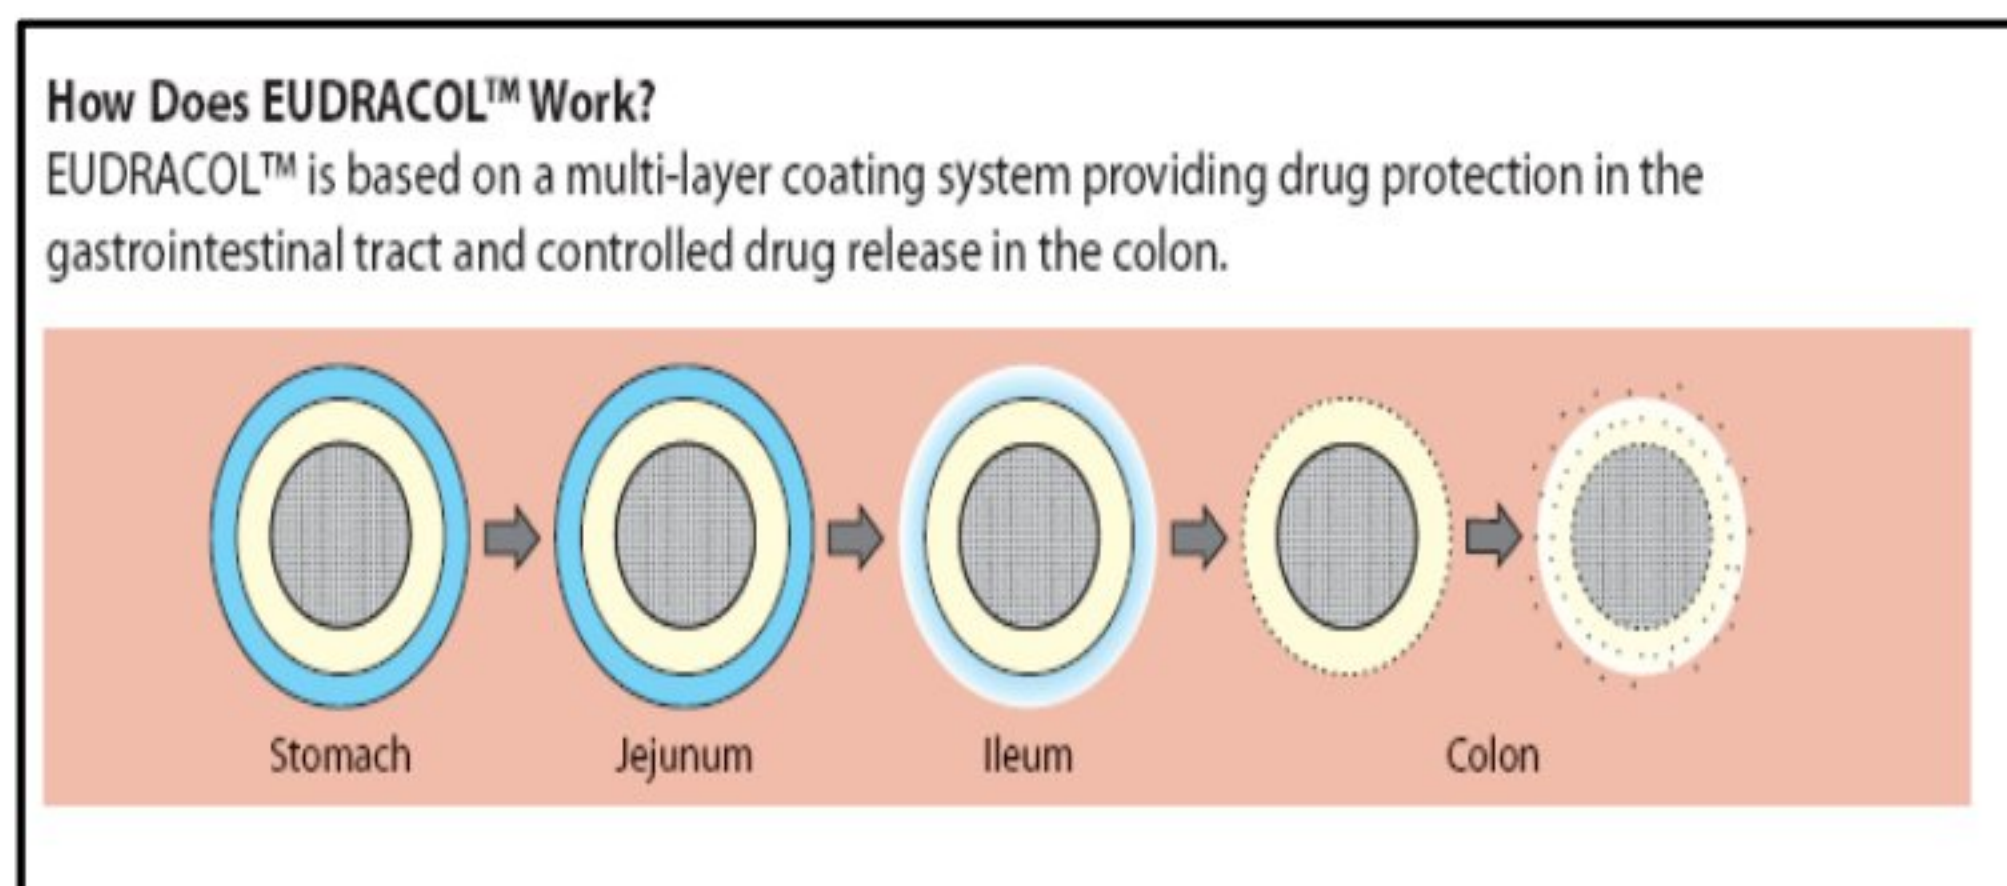 How Does EUDRACOL™ Work?
EUDRACOL™ is based on a multi-layer coating system providing drug protection in the
gastrointestinal tract and controlled drug release in the colon.
Stomach
Jejunum
Ileum
Colon